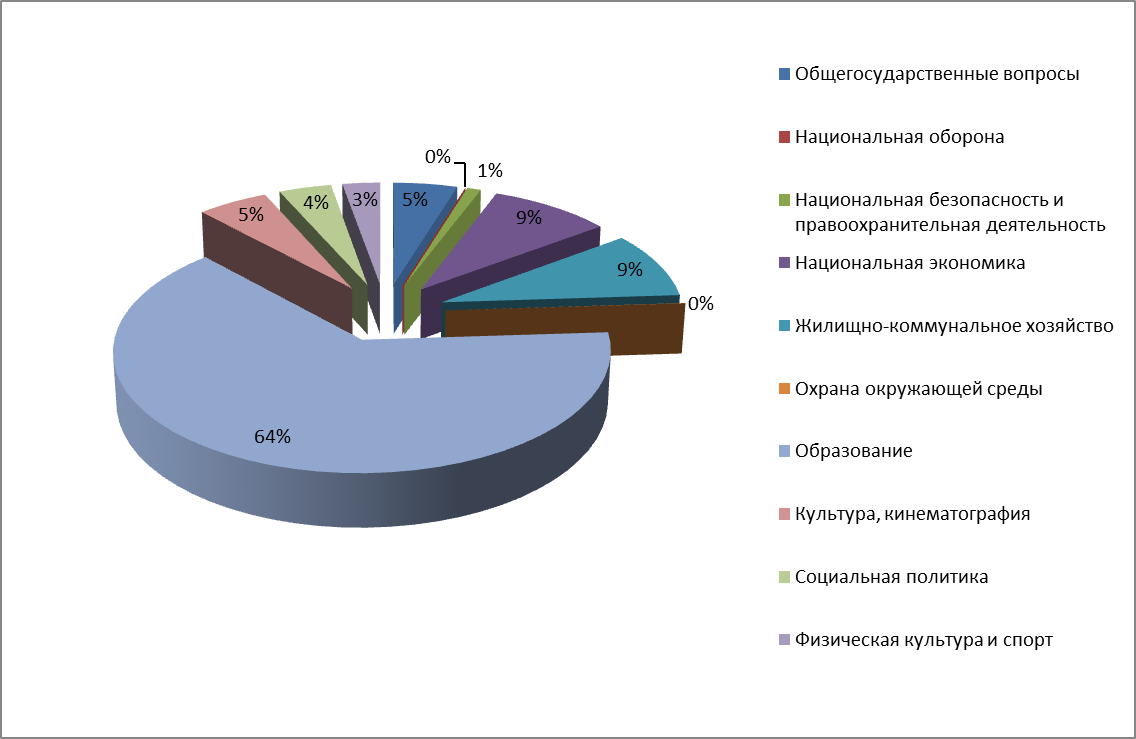 0%
1%
5%
9%
9%
0%
64%
5%
4%
3%
Общегосударственные вопросы
Национальная оборона
Национальная безопасность и
правоохранительная деятельность
Национальная экономика
Жилищно-коммунальное хозяйство
Охрана окружающей среды
Образование
Культура, кинематография
Социальная политика
Физическая культура и спорт